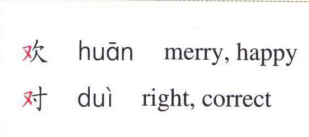 欢 huān merry, happy
对 duì right, correct